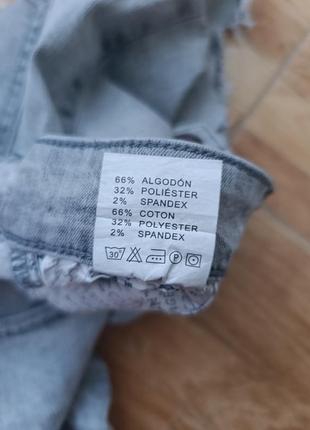 66% ALGODÓN
32% POLIÉSTER
2% SPANDEX
66% COTON
32% POLYESTER
2% SPANDEX
30° P